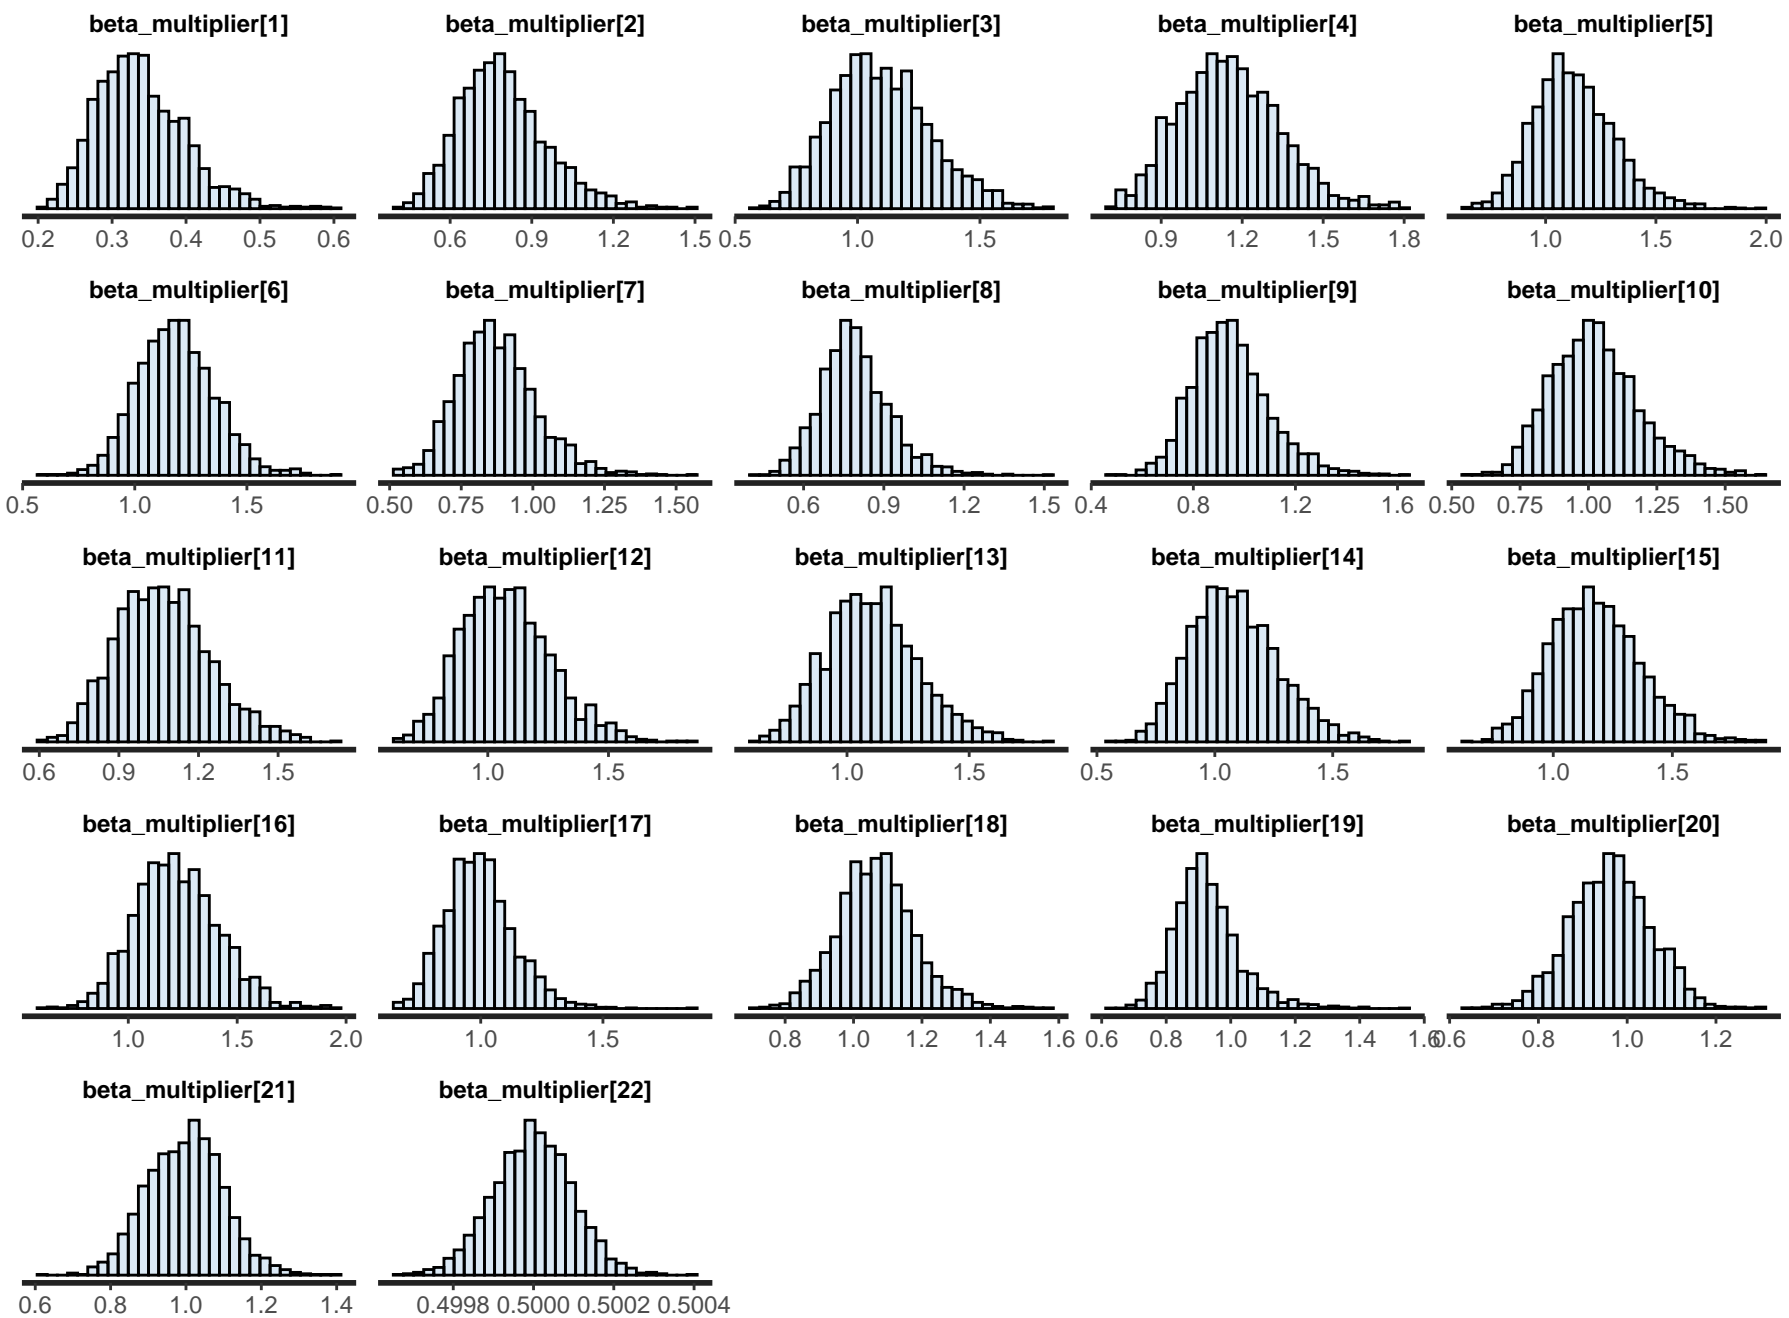 beta_multiplier[1] beta_multiplier[2] beta_multiplier[3] beta_multiplier[4] beta_multiplier[5]
0.2 0.3 0.4 0.5 0.6 0.6 0.9 1.2 1.5 0.5 1.0 1.5 0.9 1.2 1.5 1.8 1.0 1.5 2.0
beta_multiplier[6] beta_multiplier[7] beta_multiplier[8] beta_multiplier[9] beta_multiplier[10]
0.5 1.0 1.5 0.50 0.75 1.00 1.25 1.50 0.6 0.9 1.2 1.5 0.4 0.8 1.2 1.6 0.50 0.75 1.00 1.25 1.50
beta_multiplier[11] beta_multiplier[12] beta_multiplier[13] beta_multiplier[14] beta_multiplier[15]
0.6 0.9 1.2 1.5 1.0 1.5 1.0 1.5 0.5 1.0 1.5 1.0 1.5
beta_multiplier[16] beta_multiplier[17] beta_multiplier[18] beta_multiplier[19] beta_multiplier[20]
1.0 1.5 2.0 1.0 1.5 0.8 1.0 1.2 1.4 1.6 0.6 0.8 1.0 1.2 1.4 1.6 0.6 0.8 1.0 1.2
beta_multiplier[21] beta_multiplier[22]
0.6 0.8 1.0 1.2 1.4 0.4998 0.5000 0.5002 0.5004